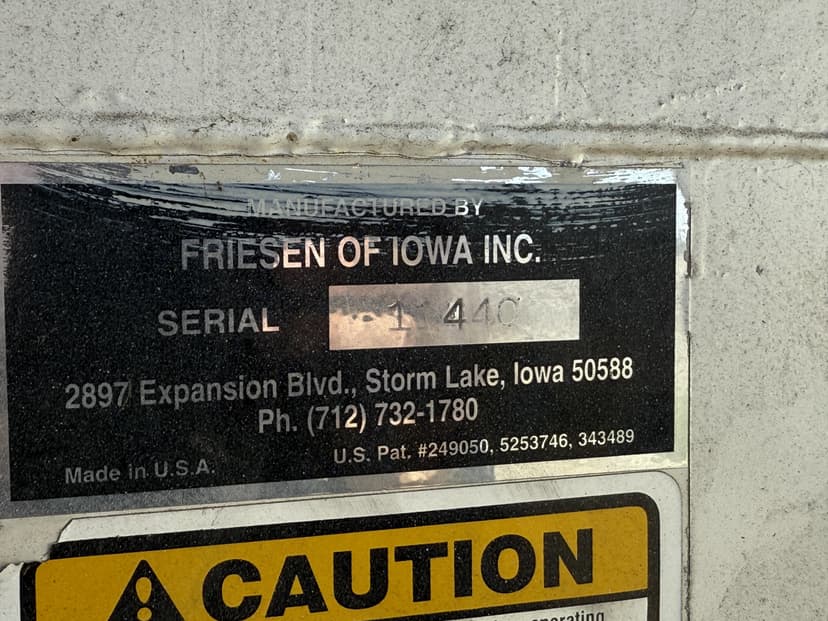 MANUFACTURED BY
FRIESEN OF IOWA INC.
SERIAL
2897 Expansion Blvd., Storm Lake, Iowa 50588
Ph. (712) 732-1780
U.S. Pat. #249050, 5253746, 343489
Made in U.S.A.
CAUTION
operating